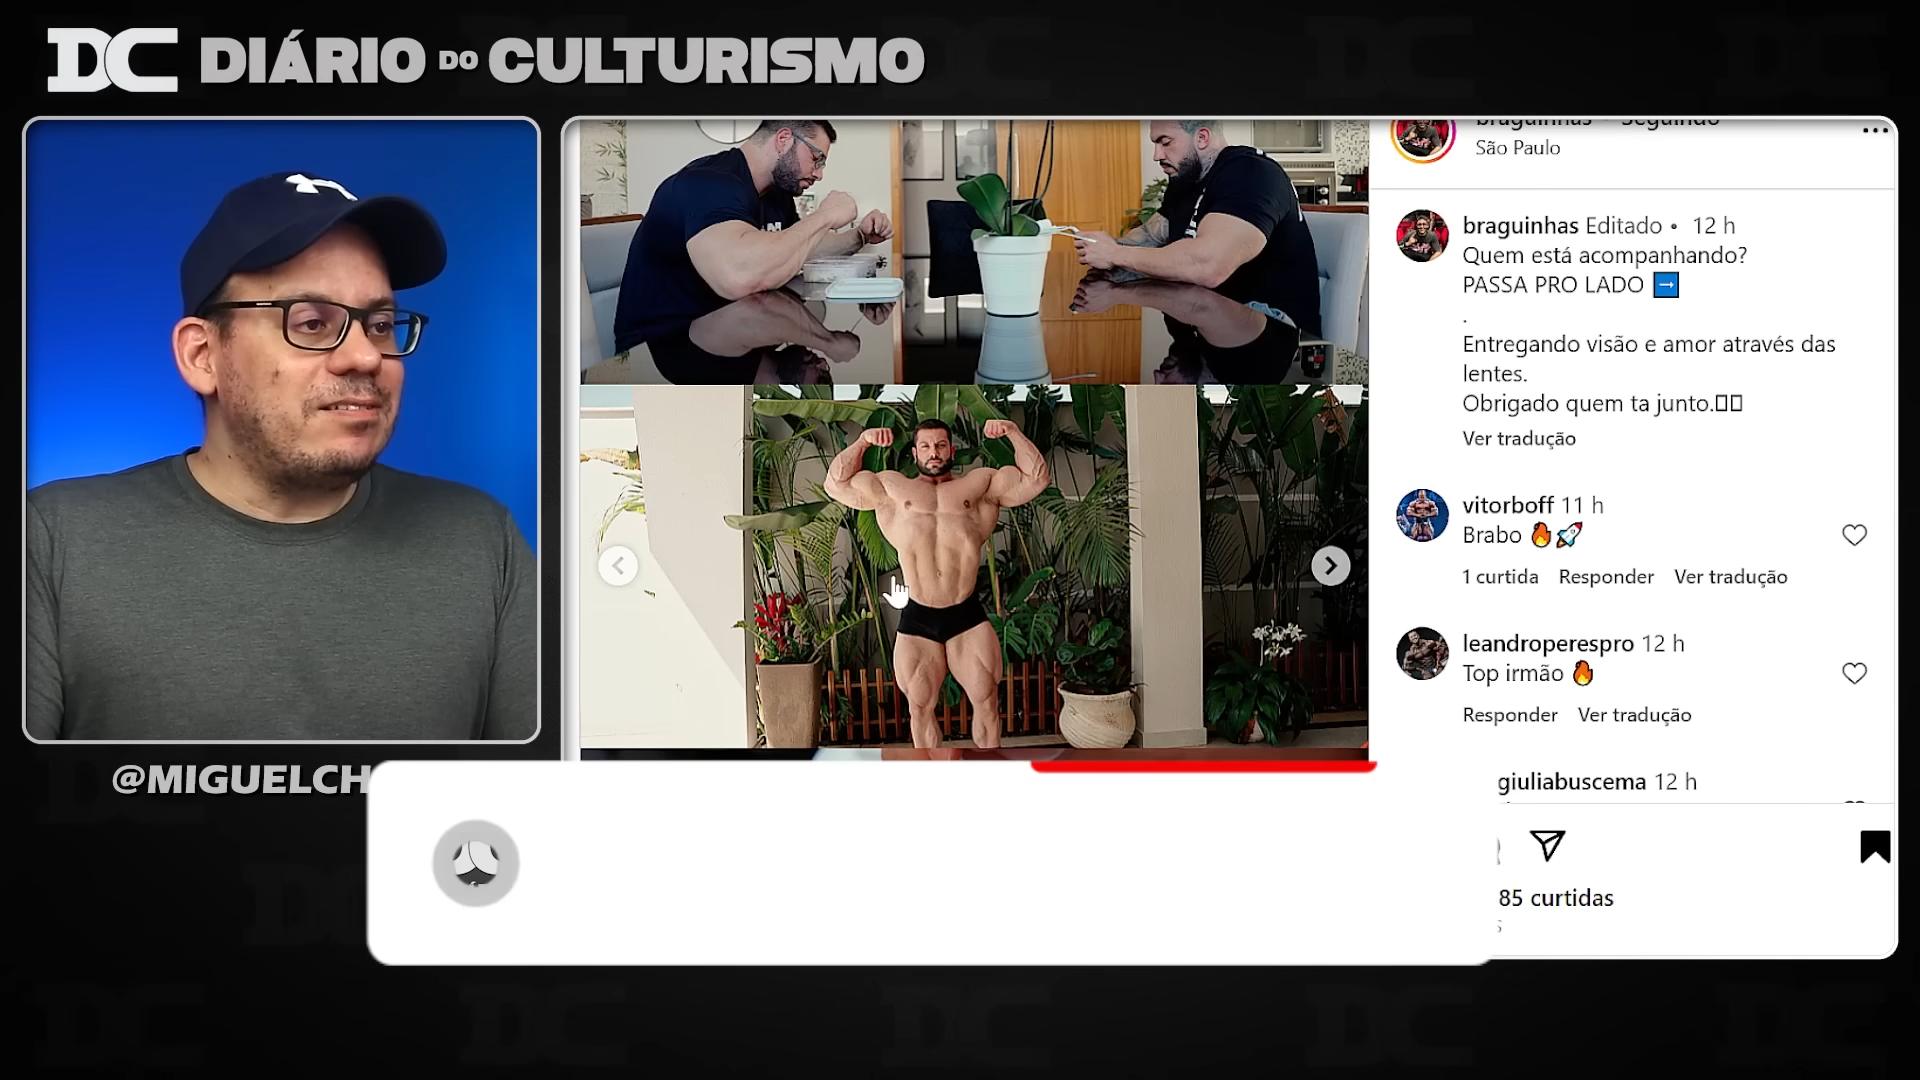 DC DIÁRIO DO CULTURISMO
@MIGUELCH
braguinhas • Seguindo
São Paulo
braguinhas Editado • 12 h
Quem está acompanhando?
PASSA PRO LADO ➡️
.
Entregando visão e amor através das
lentes.
Obrigado quem ta junto.▯▯
Ver tradução
vitorboff 11 h
Brabo 🔥🚀
1 curtida Responder Ver tradução
leandroperespro 12 h
Top irmão 🔥
Responder Ver tradução
giuliabuscema 12 h
85 curtidas